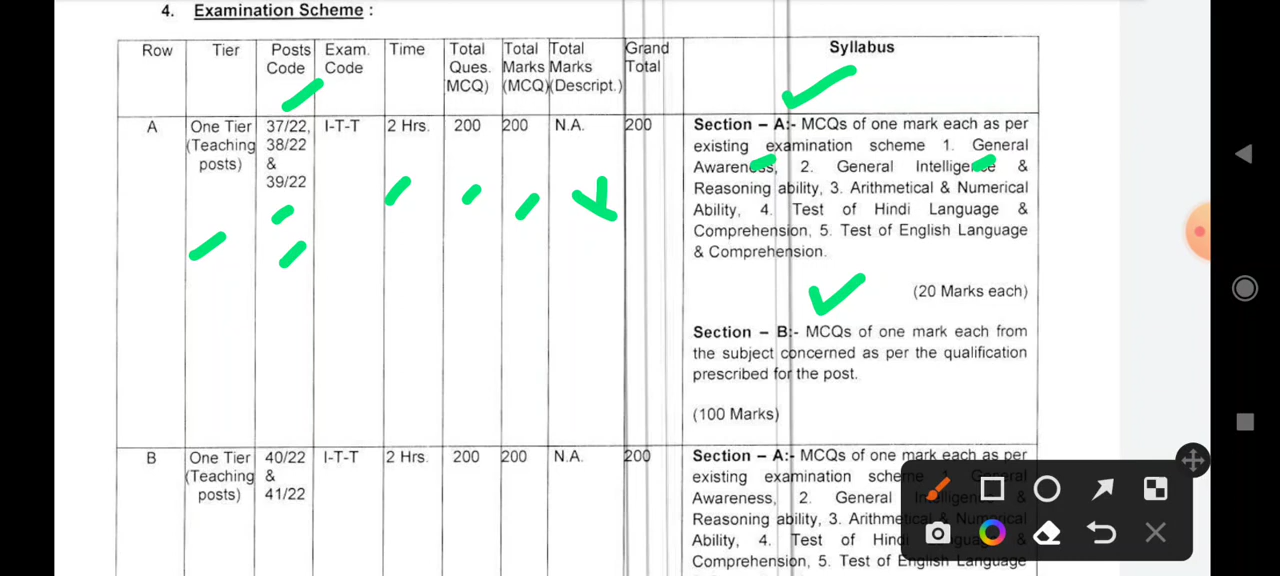 4. Examination Scheme :
Row Tier Posts Code Exam. Code Time Total Ques. MCQ) Total Marks (MCQ) Total Marks (Descript.) Grand Total Syllabus
A One Tier (Teaching posts) 37/22, 38/22 & 39/22 I-T-T 2 Hrs. 200 200 N.A. 200
Section – A:- MCQs of one mark each as per
existing examination scheme 1. General
Awareness, 2. General Intelligence &
Reasoning ability, 3. Arithmetical & Numerical
Ability, 4. Test of Hindi Language &
Comprehension, 5. Test of English Language
& Comprehension.
(20 Marks each)
Section – B:- MCQs of one mark each from
the subject concerned as per the qualification
prescribed for the post.
(100 Marks)
B One Tier (Teaching posts) 40/22 & 41/22 I-T-T 2 Hrs. 200 200 N.A. 200
Section – A:- MCQs of one mark each as per
existing examination scheme 1. General
Awareness, 2. General Intelligence &
Reasoning ability, 3. Arithmetical & Numerical
Ability, 4. Test of Hindi Language &
Comprehension, 5. Test of English Language